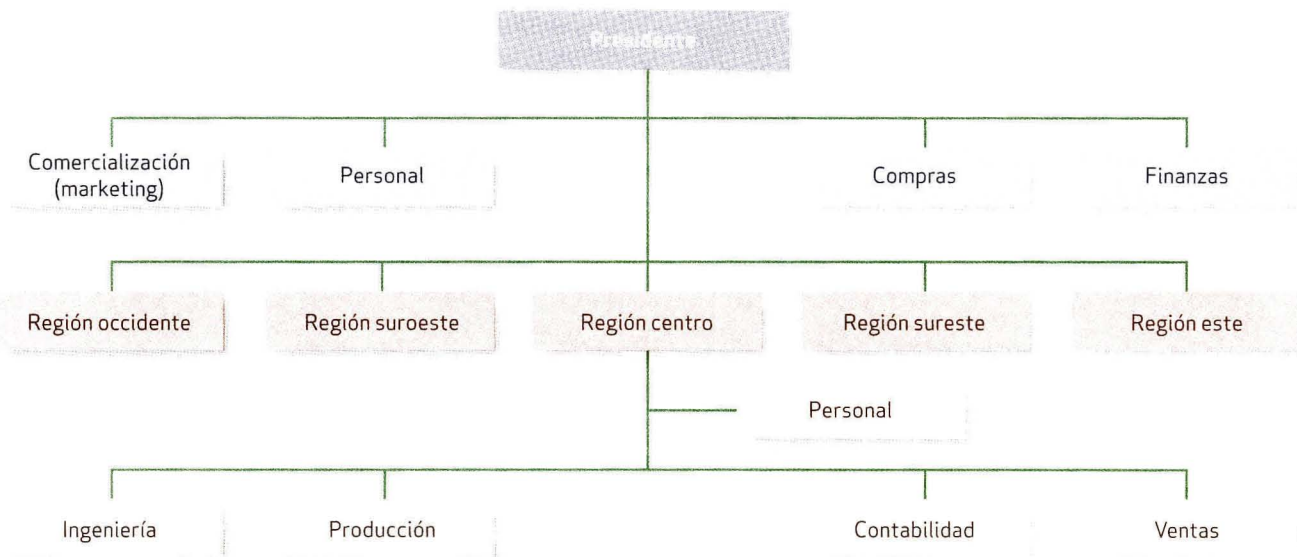 Presidente
Comercialización
(marketing)
Personal
Compras
Finanzas
Región occidente
Región suroeste
Región centro
Región sureste
Región este
Personal
Ingeniería
Producción
Contabilidad
Ventas